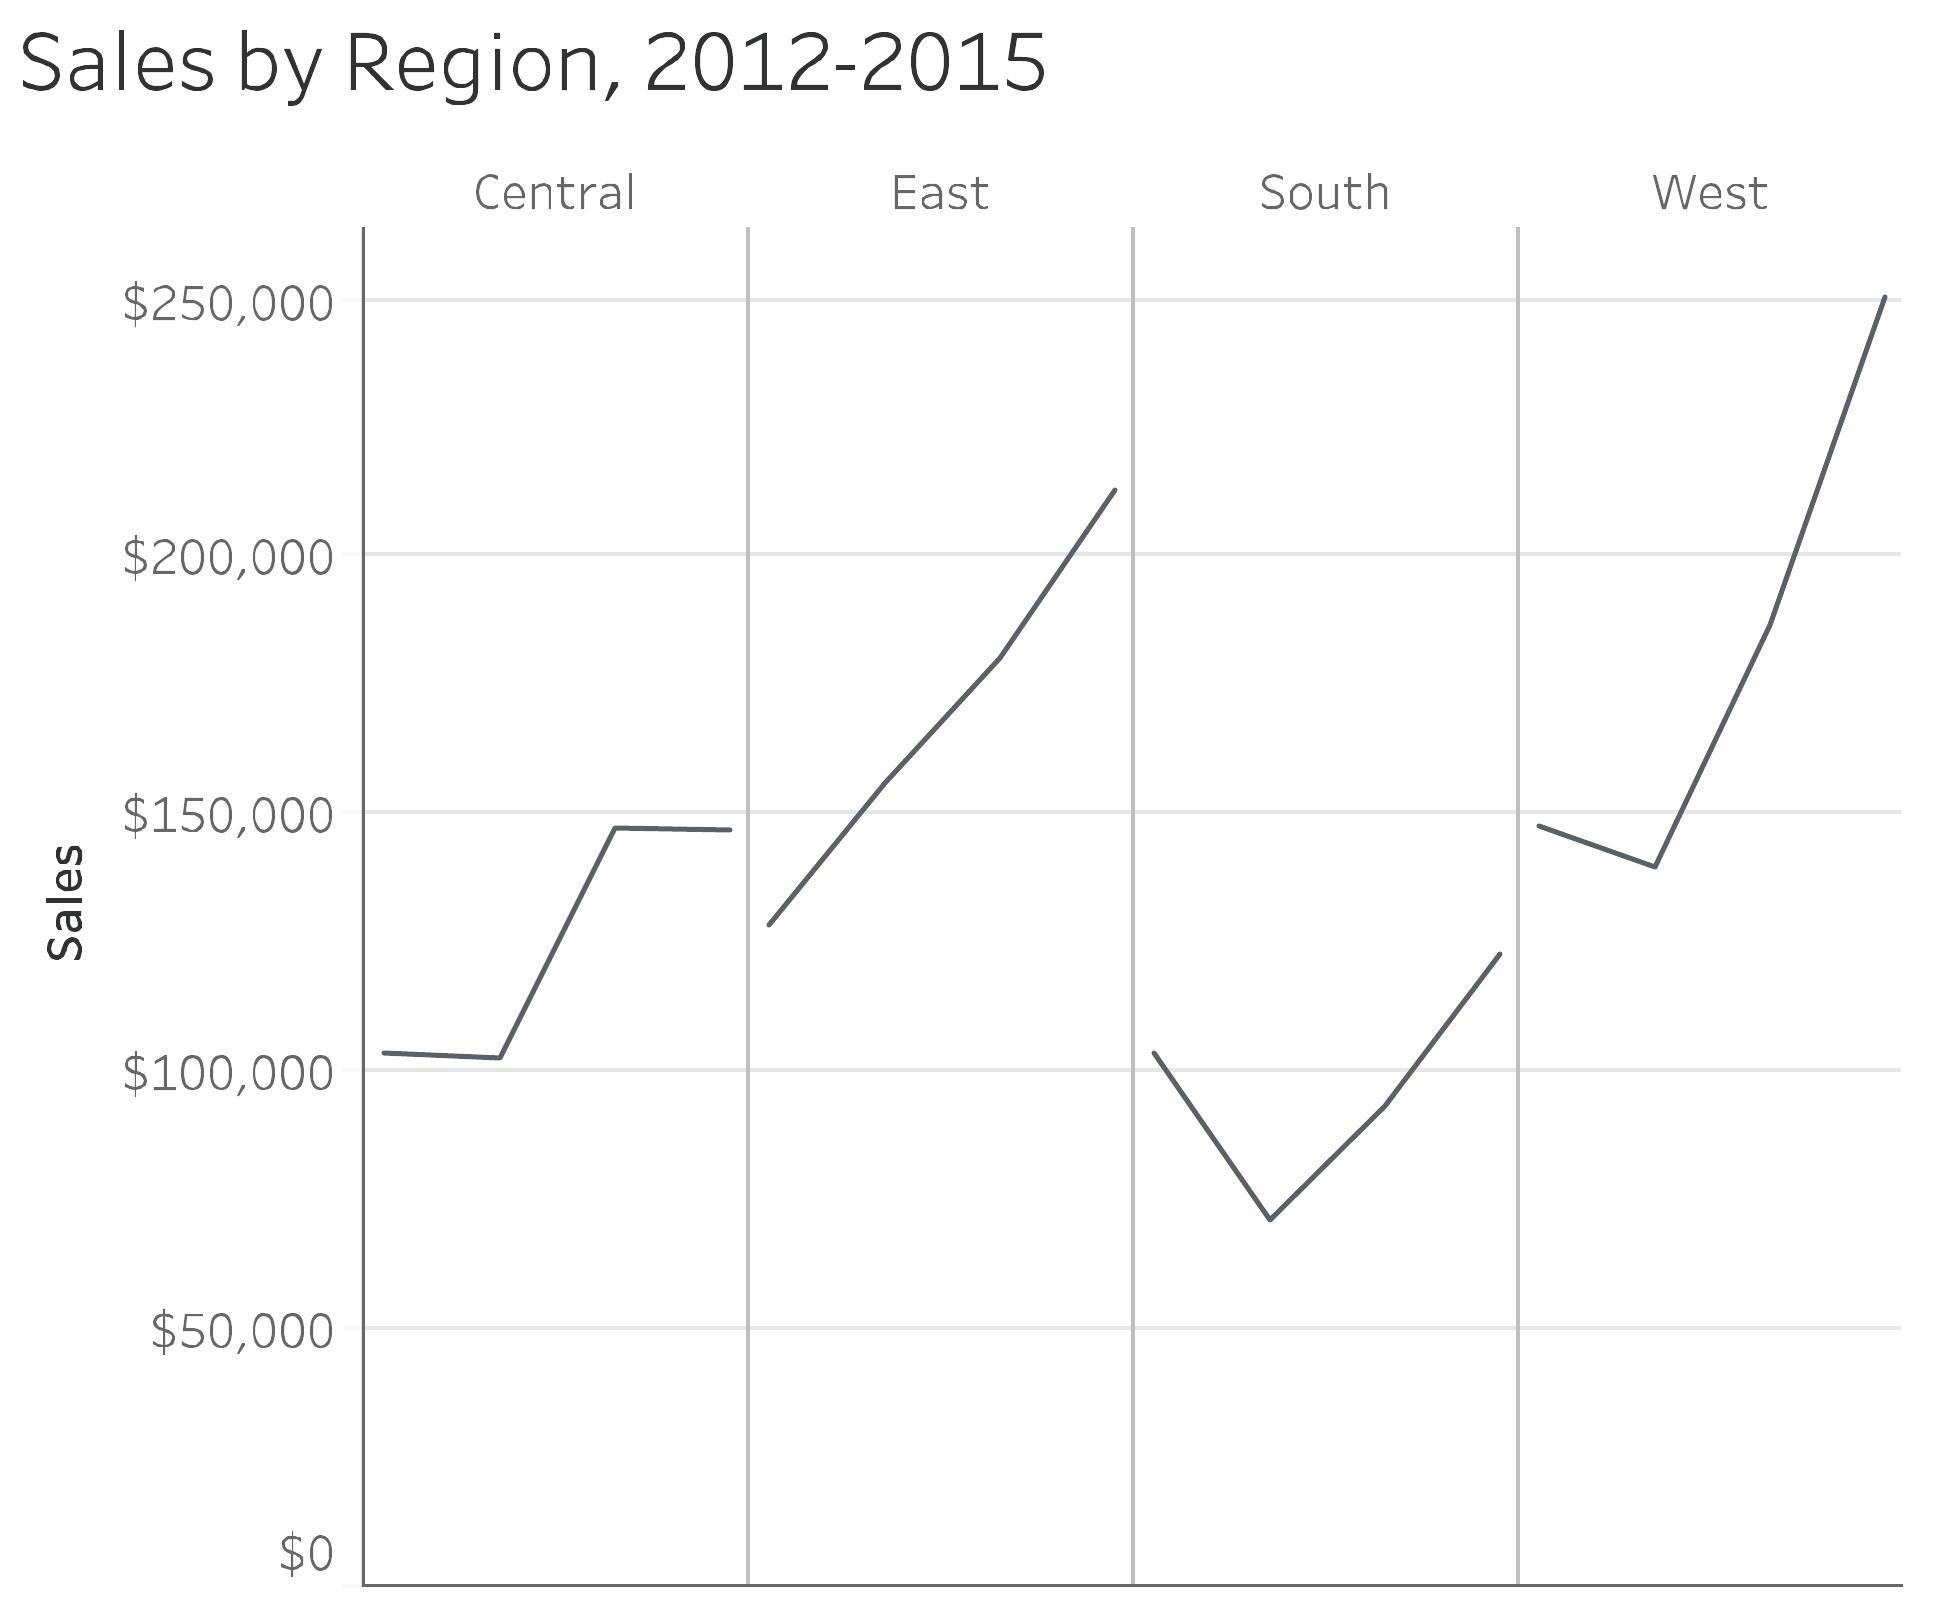 Sales by Region, 2012-2015
Central East South West
$250,000
$200,000
$150,000
$100,000
$50,000
$0
Sales